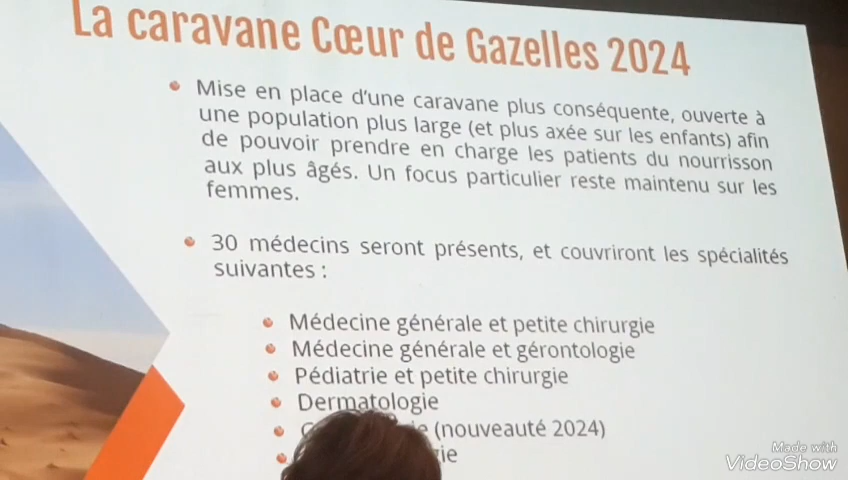 La caravane Cœur de Gazelles 2024
Mise en place d'une caravane plus conséquente, ouverte à
une population plus large (et plus axée sur les enfants) afin
de pouvoir prendre en charge les patients du nourrisson
aux plus âgés. Un focus particulier reste maintenu sur les
femmes.
30 médecins seront présents, et couvriront les spécialités
suivantes :
Médecine générale et petite chirurgie
Médecine générale et gérontologie
Pédiatrie et petite chirurgie
Dermatologie
(nouveauté 2024)
Made with
VideoShow